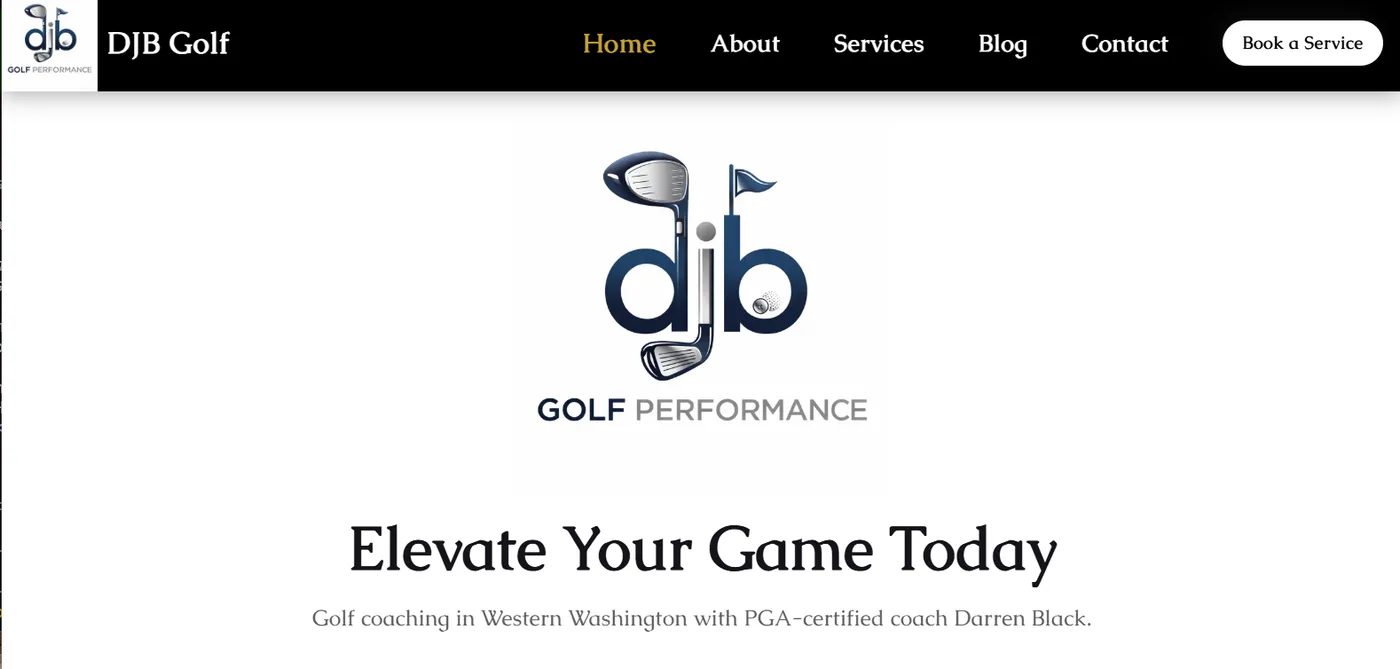 djb
GOLF PERFORMANCE
DJB Golf
Home
About
Services
Blog
Contact
Book a Service
djb
GOLF PERFORMANCE
Elevate Your Game Today
Golf coaching in Western Washington with PGA-certified coach Darren Black.